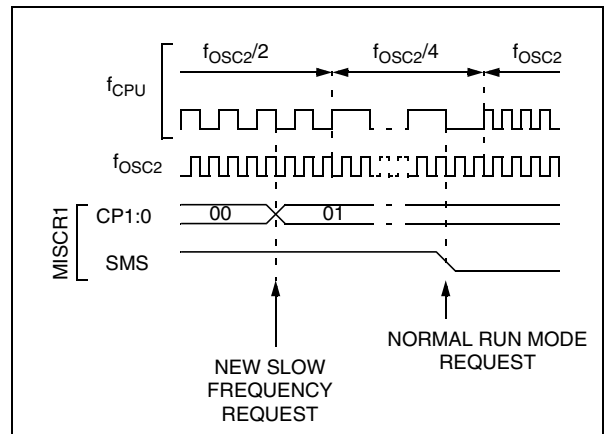 fOSC2/2 fOSC2/4 fOSC2
fCPU
fOSC2
MISCR1
CP1:0 00 01
SMS
NEW SLOW
FREQUENCY
REQUEST
NORMAL RUN MODE
REQUEST